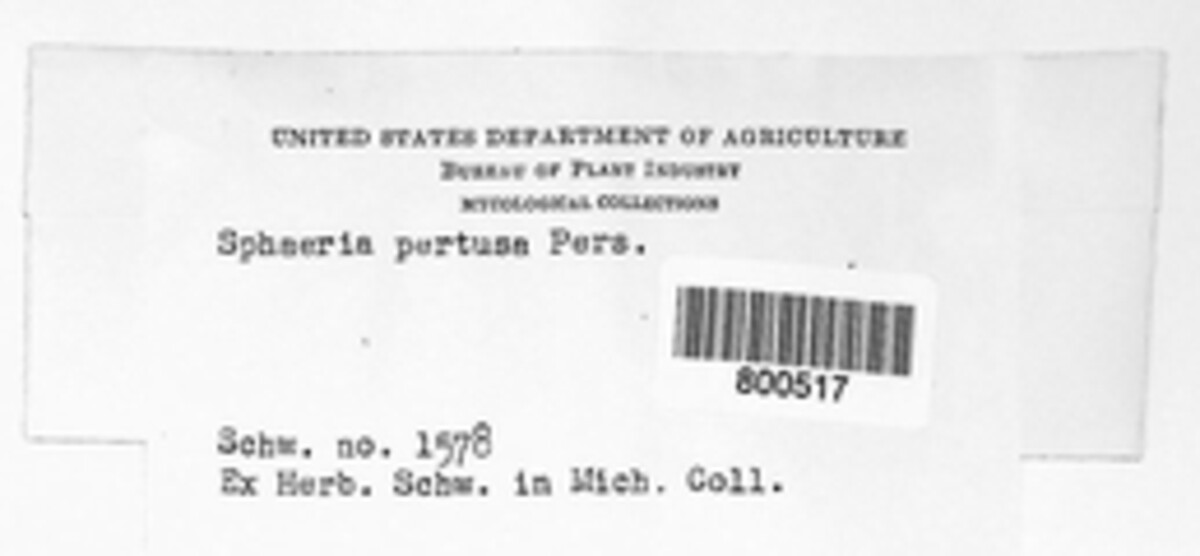 UNITED STATES DEPARTMENT OF AGRICULTURE
BUREAU OF PLANT INDUSTRY
MYCOLOGICAL COLLECTIONS
Sphaeria pertusa Pers.
800517
Schw. no. 1578
Ex Herb. Schw. in Mich. Coll.